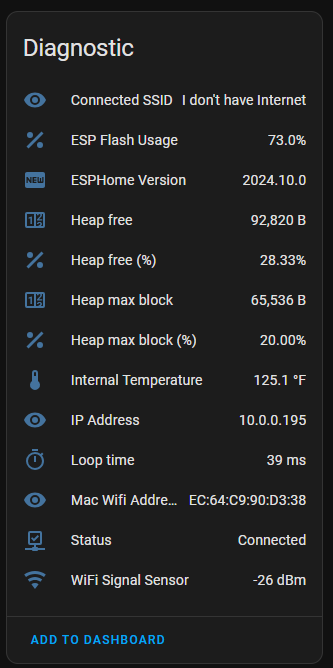 Diagnostic
Connected SSID I don't have Internet
ESP Flash Usage 73.0%
NEW ESPHome Version 2024.10.0
Heap free 92,820 B
Heap free (%) 28.33%
Heap max block 65,536 B
Heap max block (%) 20.00%
Internal Temperature 125.1 °F
IP Address 10.0.0.195
Loop time 39 ms
Mac Wifi Addre... EC:64:C9:90:D3:38
Status Connected
WiFi Signal Sensor -26 dBm
ADD TO DASHBOARD